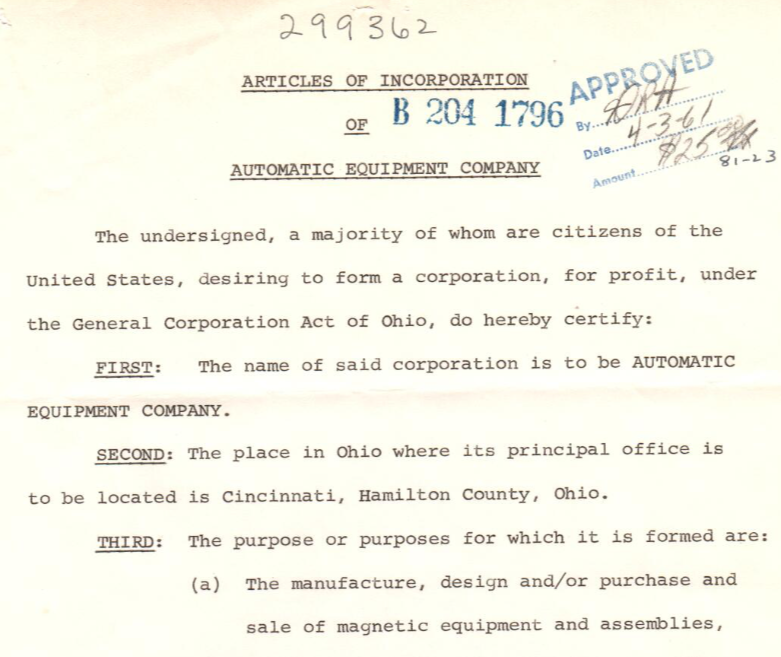 299362
ARTICLES OF INCORPORATION
OF
B 204 1796
AUTOMATIC EQUIPMENT COMPANY
APPROVED
By
Date 4-3-61
Amount $25
81-23
The undersigned, a majority of whom are citizens of the
United States, desiring to form a corporation, for profit, under
the General Corporation Act of Ohio, do hereby certify:
FIRST: The name of said corporation is to be AUTOMATIC
EQUIPMENT COMPANY.
SECOND: The place in Ohio where its principal office is
to be located is Cincinnati, Hamilton County, Ohio.
THIRD: The purpose or purposes for which it is formed are:
(a) The manufacture, design and/or purchase and
sale of magnetic equipment and assemblies,